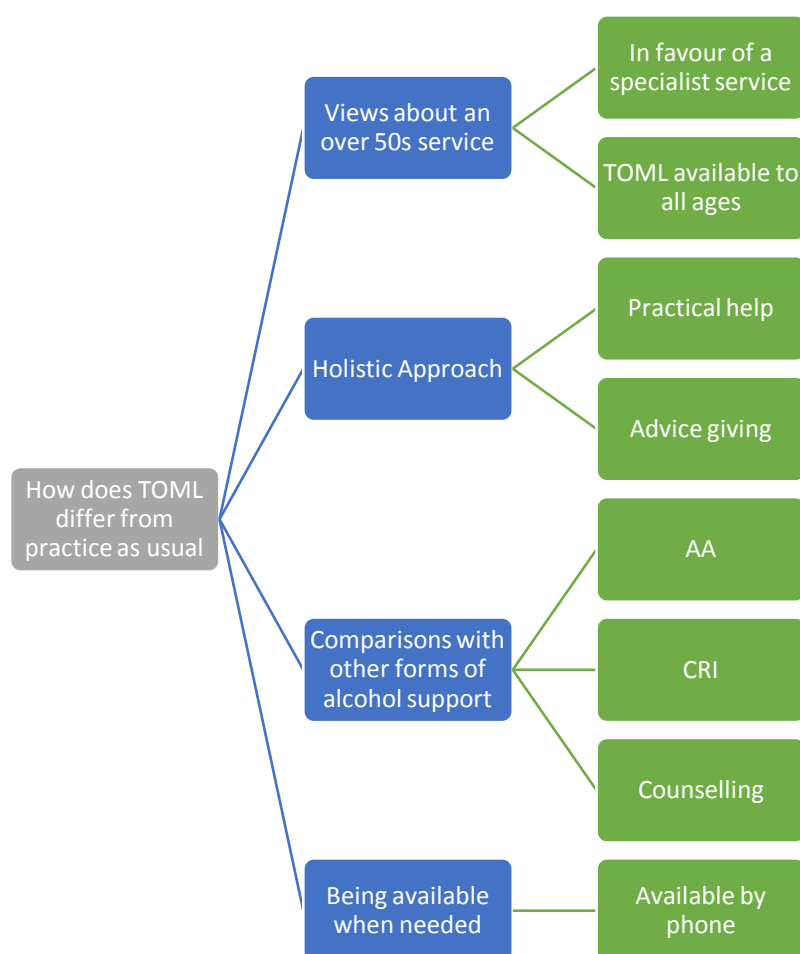 In favour of a
specialist service
Views about an
over 50s service
TOML available to
all ages
Practical help
Holistic Approach
Advice giving
How does TOML
differ from
practice as usual
AA
Comparisons with
other forms of
alcohol support
CRI
Counselling
Being available
when needed
Available by
phone